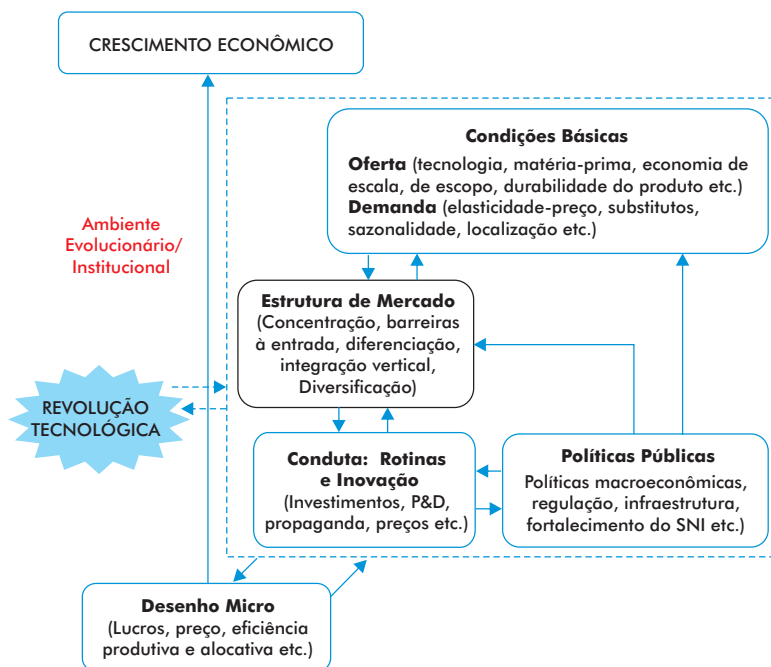 CRESCIMENTO ECONÔMICO
Condições Básicas
Oferta (tecnologia, matéria-prima, economia de
escala, de escopo, durabilidade do produto etc.)
Demanda (elasticidade-preço, substitutos,
sazonalidade, localização etc.)
Ambiente
Evolucionário/
Institucional
Estrutura de Mercado
(Concentração, barreiras
à entrada, diferenciação,
integração vertical,
Diversificação)
REVOLUÇÃO
TECNOLÓGICA
Conduta: Rotinas
e Inovação
(Investimentos, P&D,
propaganda, preços etc.)
Políticas Públicas
Políticas macroeconômicas,
regulação, infraestrutura,
fortalecimento do SNI etc.)
Desenho Micro
(Lucros, preço, eficiência
produtiva e alocativa etc.)